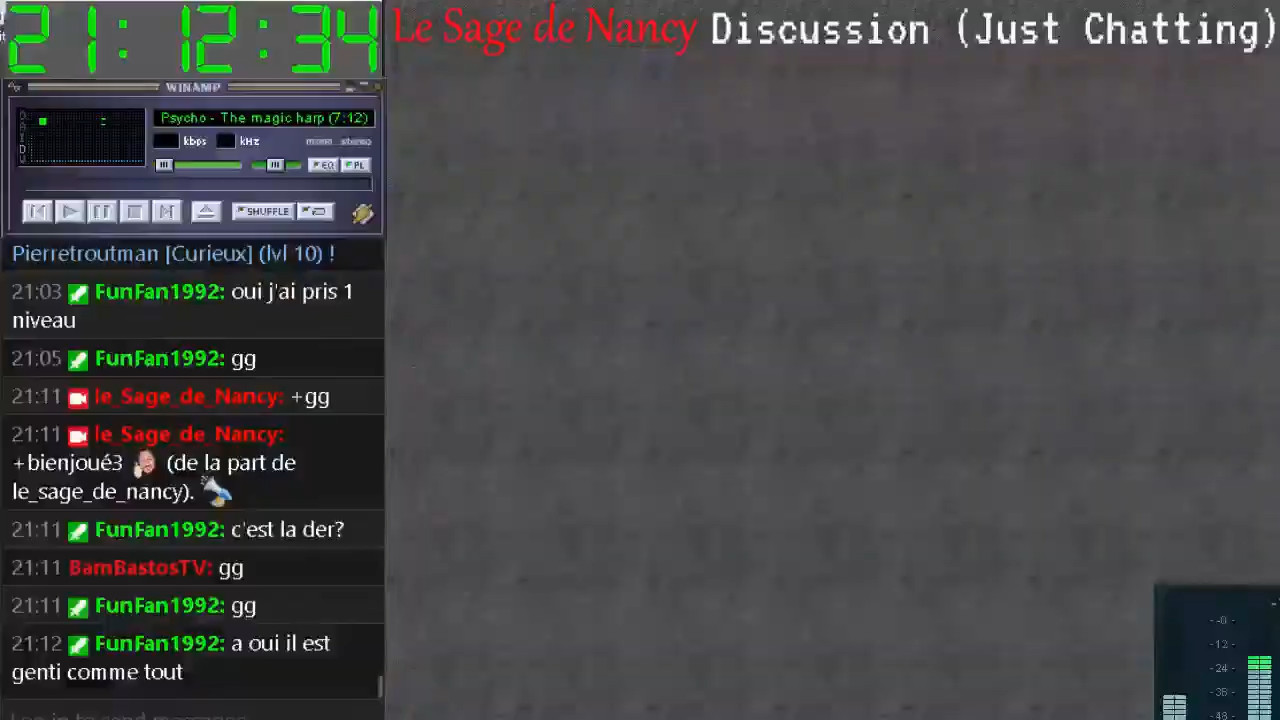 21:12:34
Le Sage de Nancy Discussion (Just Chatting)
WINAMP
Psycho - The magic harp (7:42)
kbps kHz mono stereo
EQ PL
SHUFFLE
Pierretroutman [Curieux] (lvl 10) !
21:03 FunFan1992: oui j'ai pris 1
niveau
21:05 FunFan1992: gg
21:11 le_Sage_de_Nancy: +gg
21:11 le_Sage_de_Nancy:
+bienjoué3 (de la part de
le_sage_de_nancy).
21:11 FunFan1992: c'est la der?
21:11 BamBastosTV: gg
21:11 FunFan1992: gg
21:12 FunFan1992: a oui il est
genti comme tout
-0 -
-12 -
-24 -
-36 -
-48 -